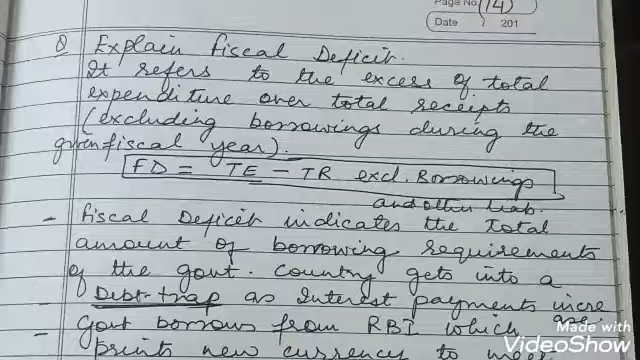 Page No (14)
Date / 201
Q Explain Fiscal Deficit.
It refers to the excess of total
expenditure over total receipts
(excluding borrowings during the
given fiscal year).
FD = TE - TR excl. Borrowings
and other liab.
- Fiscal Deficit indicates the total
amount of borrowing requirements
of the govt. Country gets into a
- Debt-trap as Interest payments increase
- Govt borrows from RBI which
prints new currency to meet
Made with
VideoShow